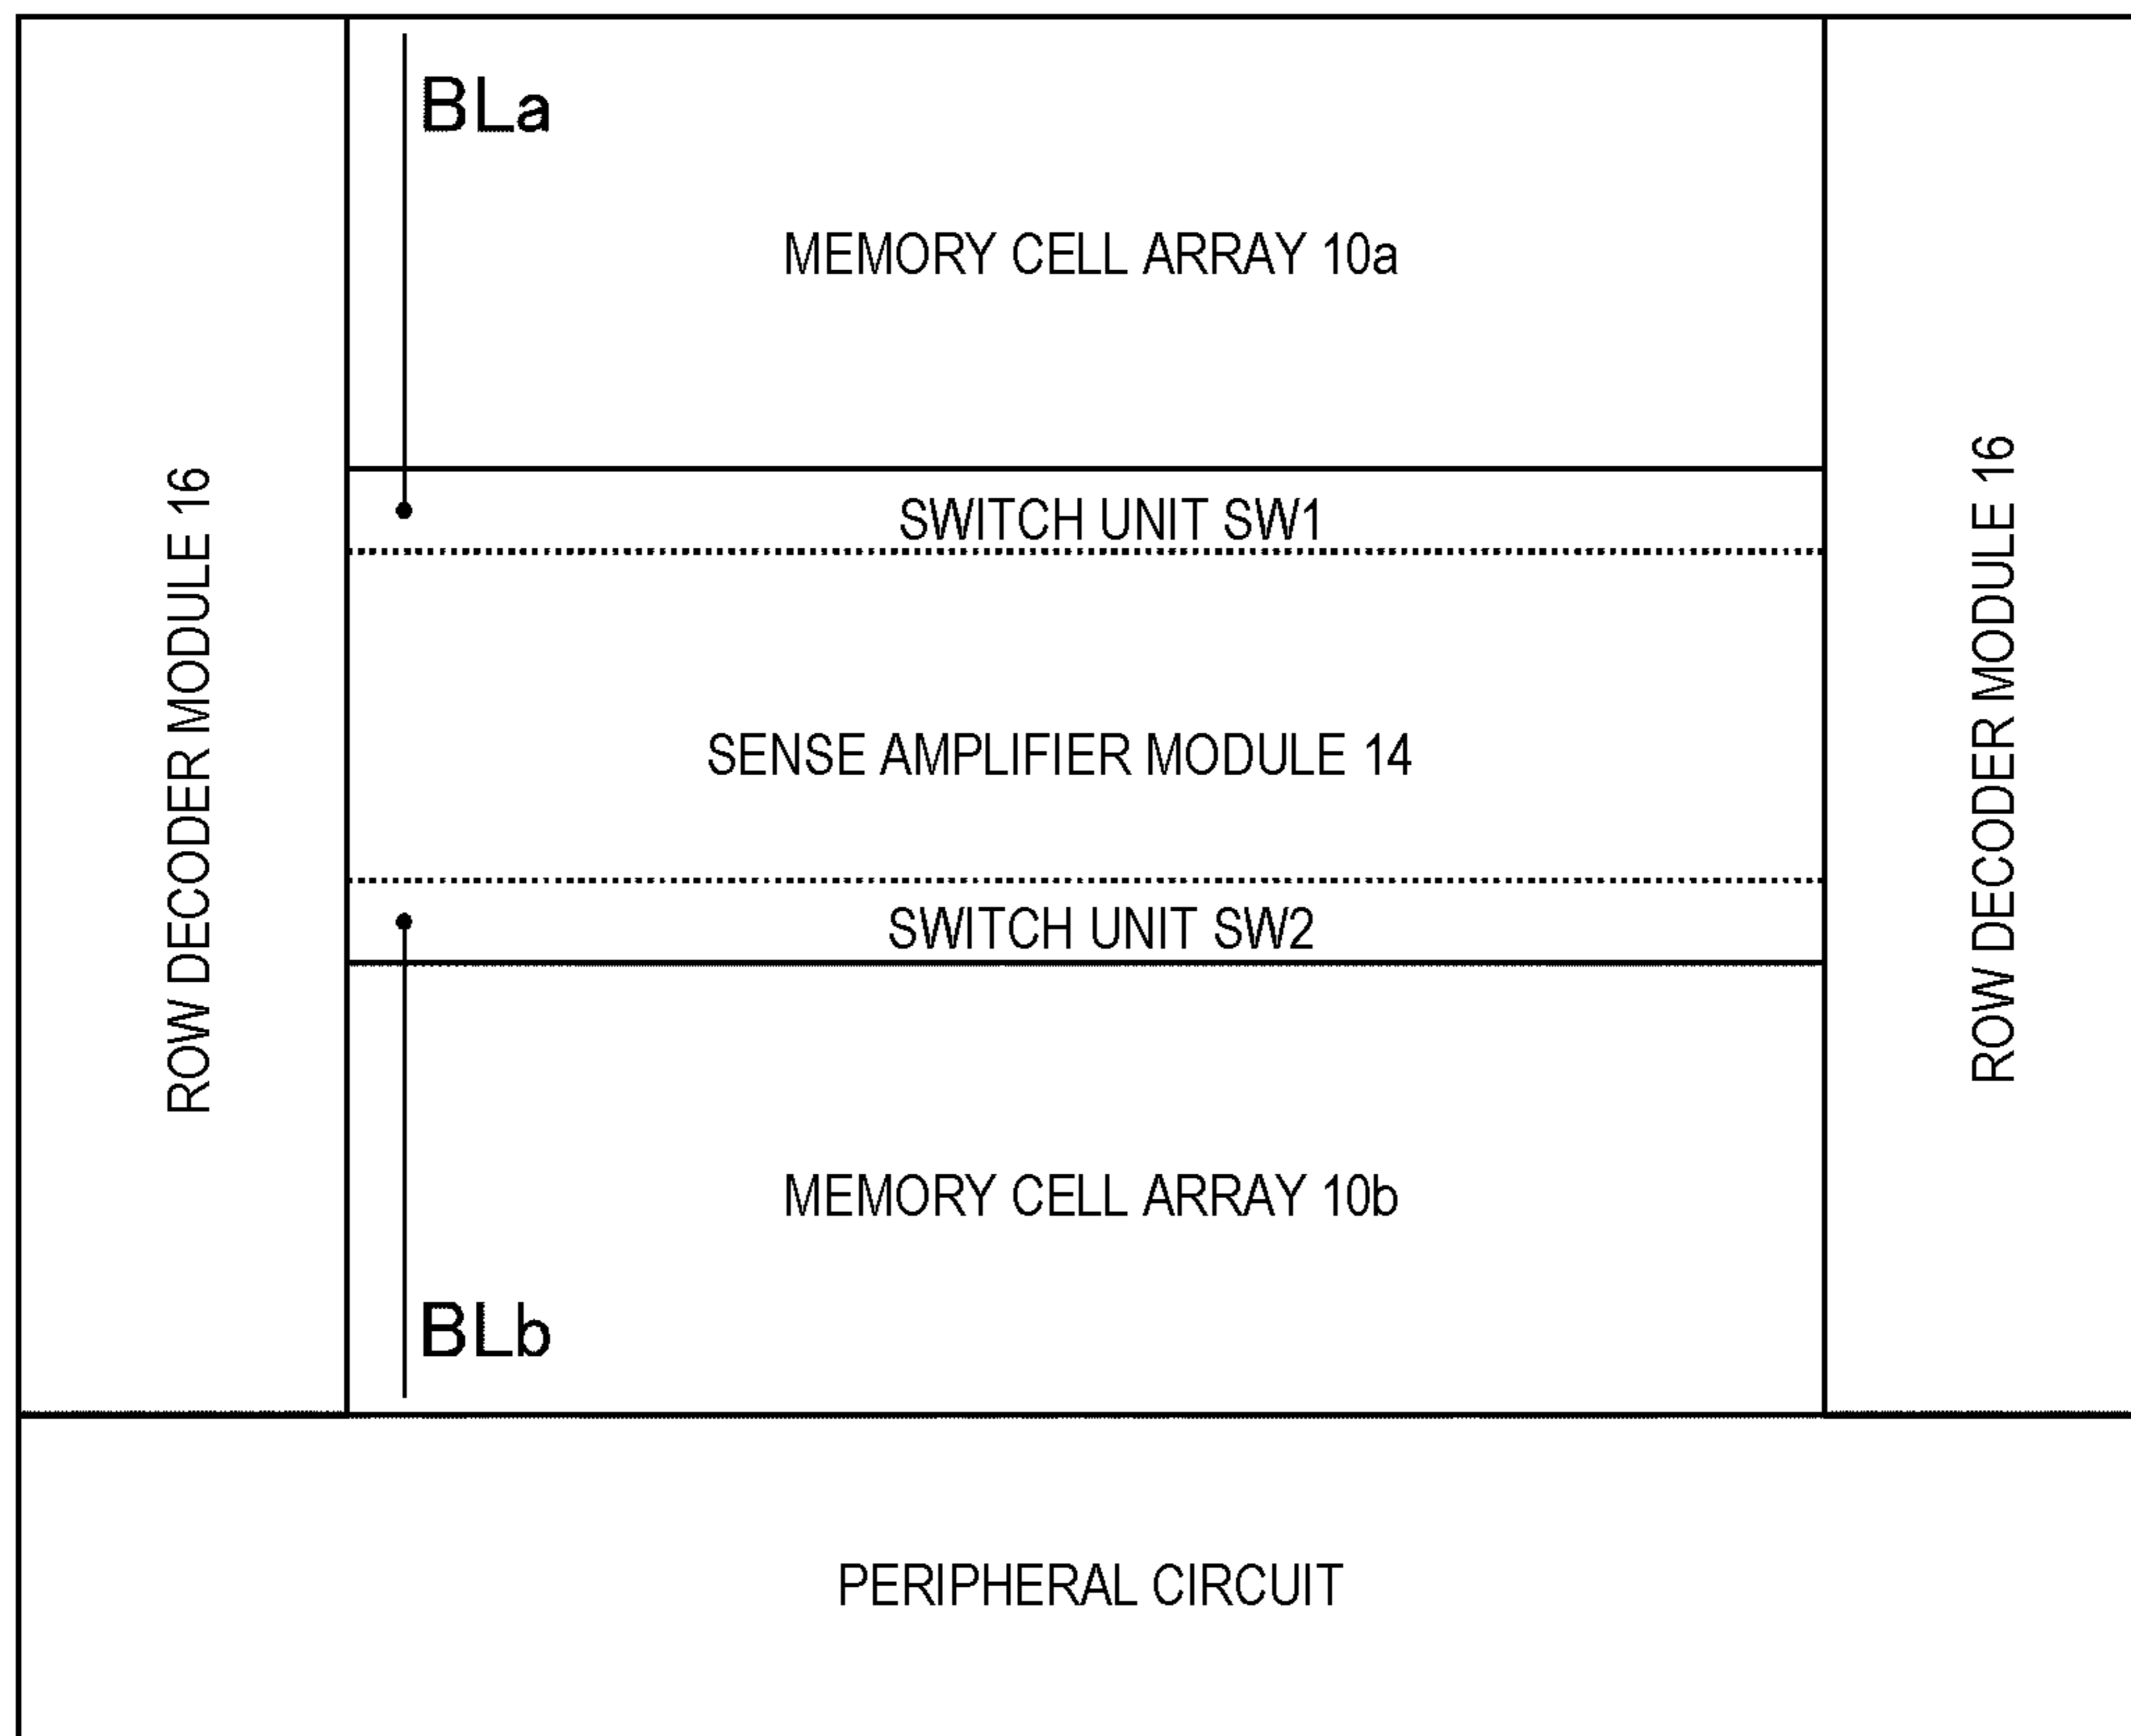 BLa
MEMORY CELL ARRAY 10a
SWITCH UNIT SW1
ROW DECODER MODULE 16
SENSE AMPLIFIER MODULE 14
ROW DECODER MODULE 16
SWITCH UNIT SW2
MEMORY CELL ARRAY 10b
BLb
PERIPHERAL CIRCUIT